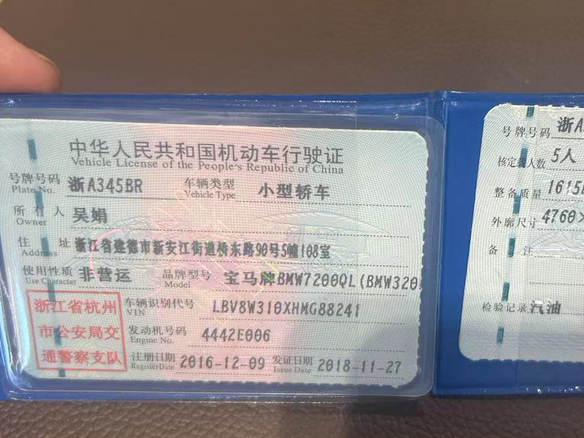 中华人民共和国机动车行驶证
Vehicle License of the People's Republic of China
号牌号码 浙A345BR 车辆类型 小型轿车
Plate No. Vehicle Type
所有人 吴娟
Owner
住址 浙江省建德市新安江街道桥东路90号5幢108室
Address
使用性质 非营运 品牌型号 宝马牌BMW7200QL(BMW320
Use Character Model
浙江省杭州
市公安局交
通警察支队
车辆识别代号 LBV8W310XHMG88241
VIN
发动机号码 4442E006
Engine No.
注册日期 2016-12-09 发证日期 2018-11-27
Register Date Issue Date
号牌号码 浙A
核定载人数 5人
整备质量 1615
外廓尺寸 4760×
备注
检验记录 汽油